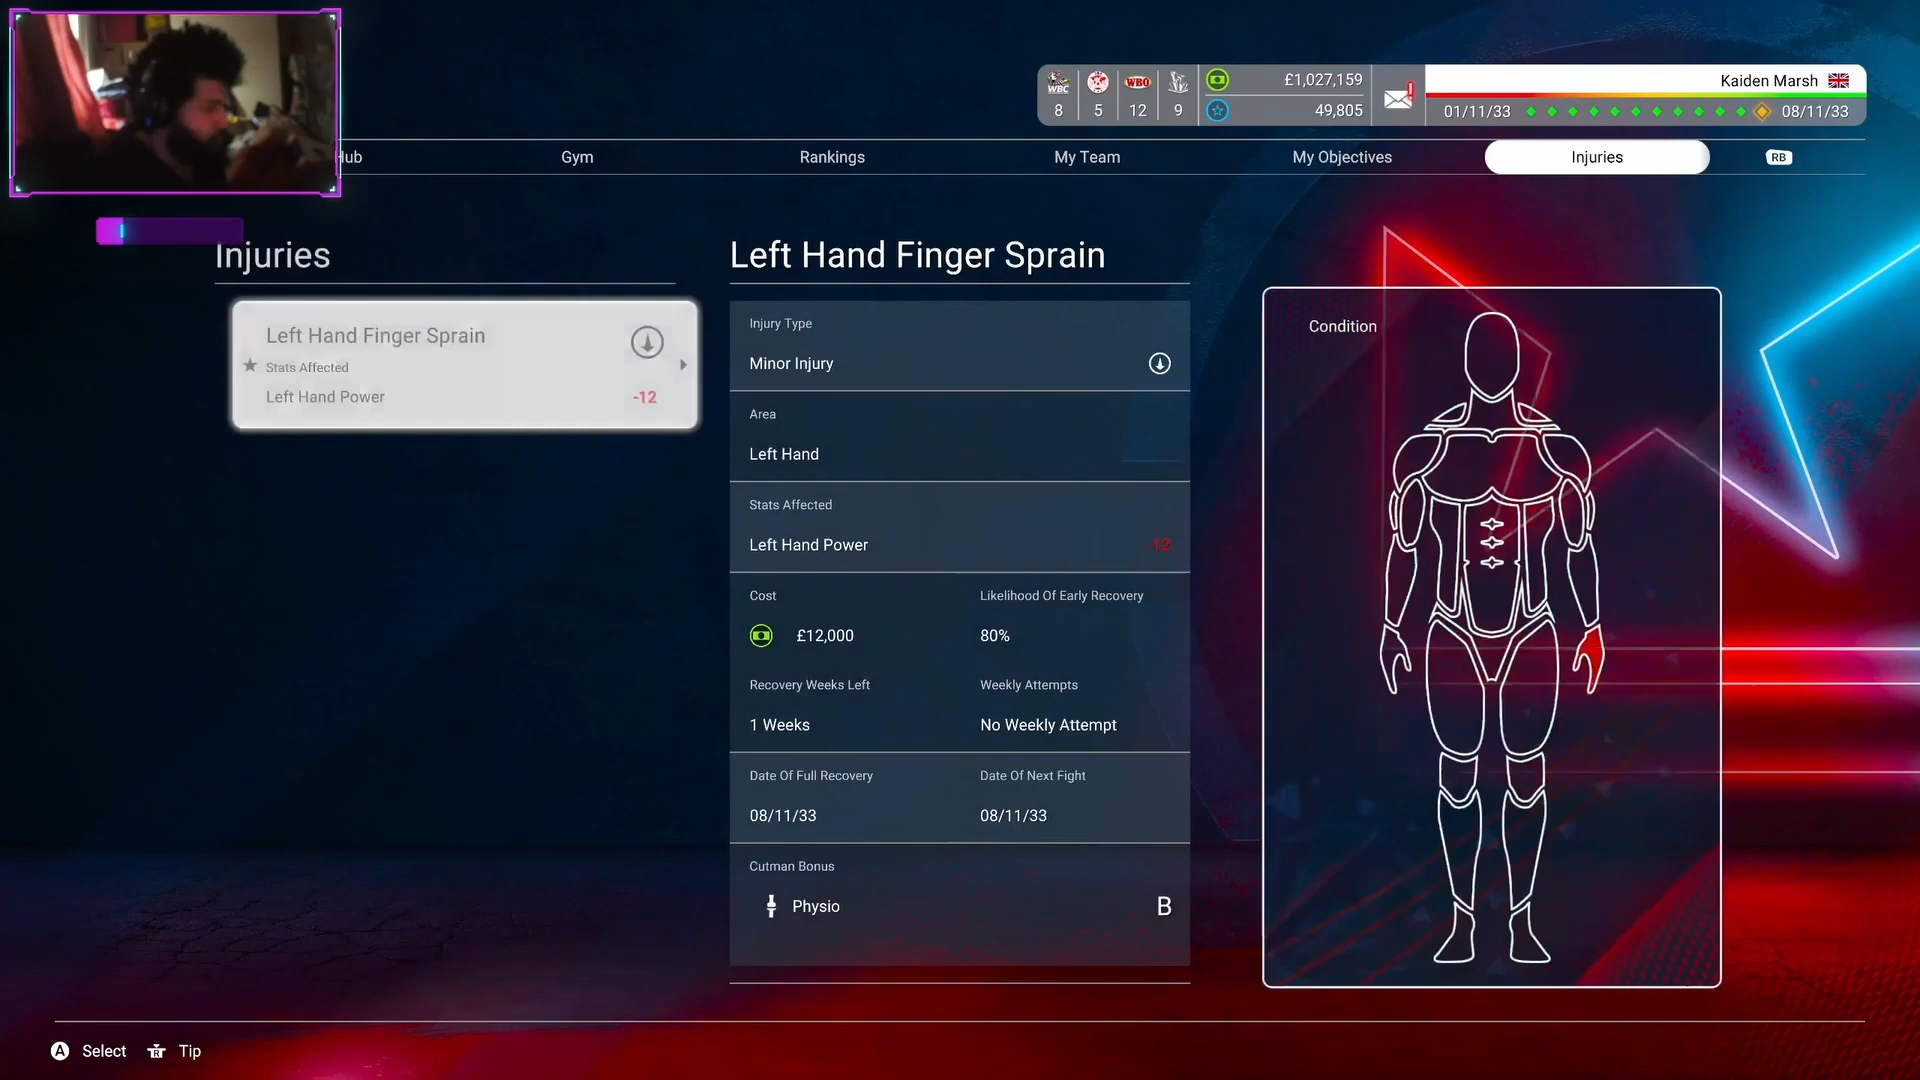 WBC
8
5
WBO
12
9
£1,027,159
49,805
Kaiden Marsh
01/11/33
08/11/33
Hub
Gym
Rankings
My Team
My Objectives
Injuries
RB
Injuries
Left Hand Finger Sprain
Stats Affected
Left Hand Power
-12
Left Hand Finger Sprain
Injury Type
Minor Injury
Area
Left Hand
Stats Affected
Left Hand Power
-12
Cost
Likelihood Of Early Recovery
£12,000
80%
Recovery Weeks Left
Weekly Attempts
1 Weeks
No Weekly Attempt
Date Of Full Recovery
Date Of Next Fight
08/11/33
08/11/33
Cutman Bonus
Physio
B
Condition
A Select
R Tip